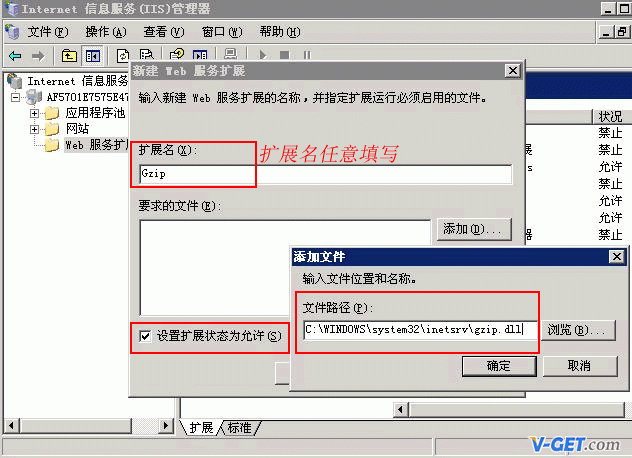 Internet 信息服务(IIS)管理器
文件(F) 操作(A) 查看(V) 窗口(W) 帮助(H)
Internet 信息服务
AF5701E7575E47
应用程序池
网站
Web 服务扩展
新建 Web 服务扩展
输入新建 Web 服务扩展的名称，并指定扩展运行必须启用的文件。
扩展名(X):
扩展名任意填写
Gzip
要求的文件(E):
添加(D)...
设置扩展状态为允许(S)
添加文件
输入文件位置和名称。
文件路径(P):
C:\WINDOWS\system32\inetsrv\gzip.dll
浏览(B)...
确定
取消
状况
禁止
禁止
允许
禁止
允许
允许
禁止
扩展
标准
V-GET.com